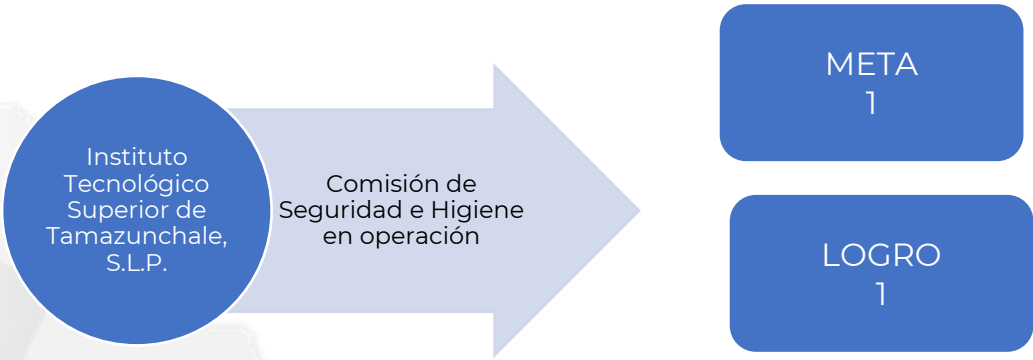 Instituto
Tecnológico
Superior de
Tamazunchale,
S.L.P.
Comisión de
Seguridad e Higiene
en operación
META
1
LOGRO
1